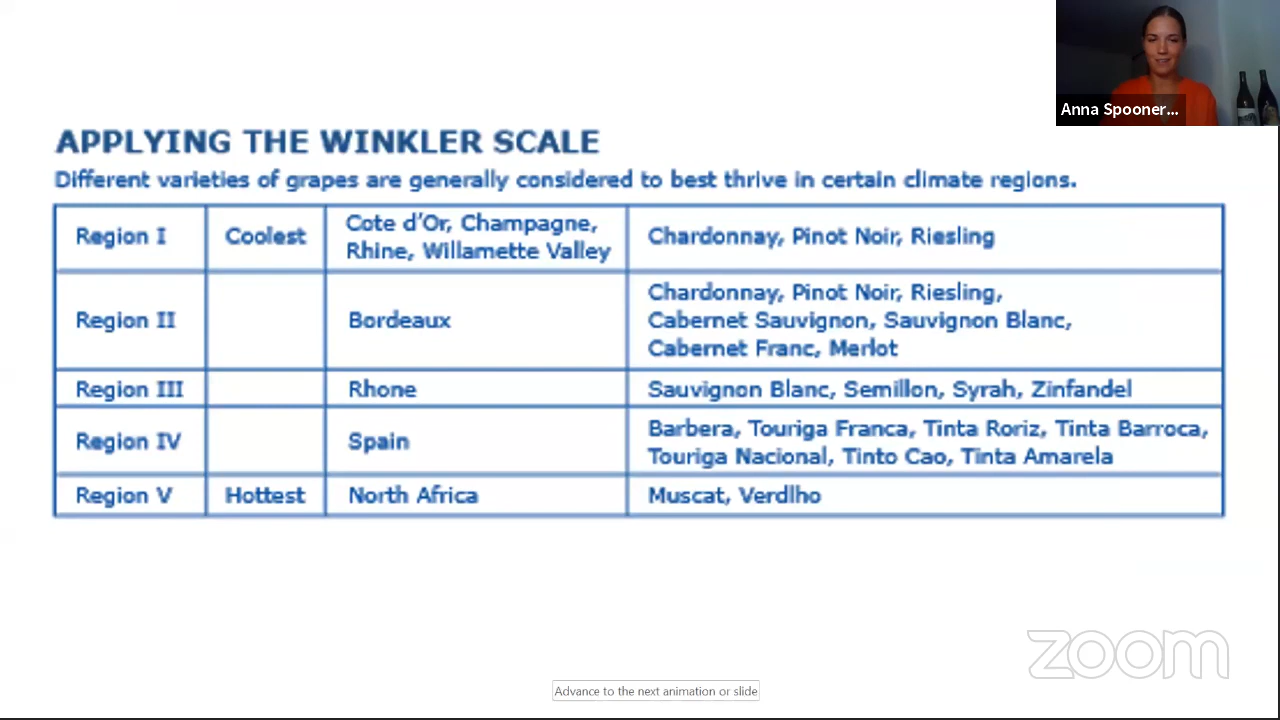 Anna Spooner...
APPLYING THE WINKLER SCALE
Different varieties of grapes are generally considered to best thrive in certain climate regions.
Region I Coolest Cote d'Or, Champagne, Rhine, Willamette Valley Chardonnay, Pinot Noir, Riesling
Region II Bordeaux Chardonnay, Pinot Noir, Riesling,
Cabernet Sauvignon, Sauvignon Blanc,
Cabernet Franc, Merlot
Region III Rhone Sauvignon Blanc, Semillon, Syrah, Zinfandel
Region IV Spain Barbera, Touriga Franca, Tinta Roriz, Tinta Barroca,
Touriga Nacional, Tinto Cao, Tinta Amarela
Region V Hottest North Africa Muscat, Verdlho
zoom
Advance to the next animation or slide